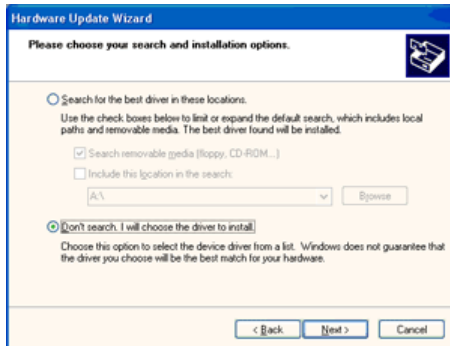 Hardware Update Wizard
Please choose your search and installation options.
Search for the best driver in these locations.
Use the check boxes below to limit or expand the default search, which includes local
paths and removable media. The best driver found will be installed.
Search removable media (floppy, CD-ROM...)
Include this location in the search:
A:\
Browse
Don't search. I will choose the driver to install.
Choose this option to select the device driver from a list. Windows does not guarantee that
the driver you choose will be the best match for your hardware.
< Back Next > Cancel